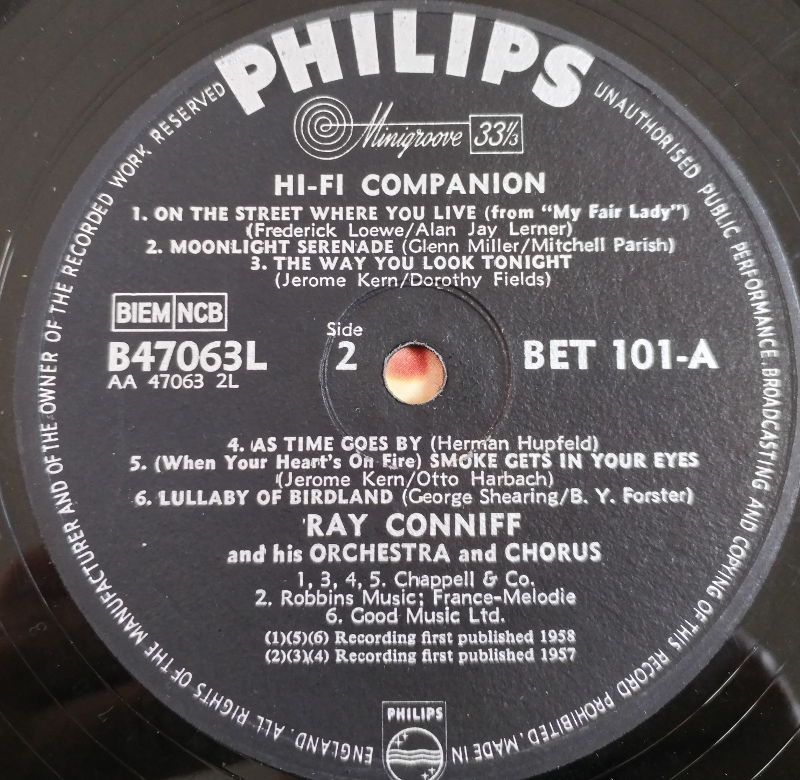 PHILIPS
Minigroove 33⅓
HI-FI COMPANION
1. ON THE STREET WHERE YOU LIVE (from "My Fair Lady")
(Frederick Loewe/Alan Jay Lerner)
2. MOONLIGHT SERENADE (Glenn Miller/Mitchell Parish)
3. THE WAY YOU LOOK TONIGHT
(Jerome Kern/Dorothy Fields)
BIEM NCB
B47063L
AA 47063 2L
Side
2
BET 101-A
4. AS TIME GOES BY (Herman Hupfeld)
5. (When Your Heart's On Fire) SMOKE GETS IN YOUR EYES
(Jerome Kern/Otto Harbach)
6. LULLABY OF BIRDLAND (George Shearing/B. Y. Forster)
RAY CONNIFF
and his ORCHESTRA and CHORUS
1, 3, 4, 5. Chappell & Co.
2. Robbins Music; France-Melodie
6. Good Music Ltd.
(1)(5)(6) Recording first published 1958
(2)(3)(4) Recording first published 1957
PHILIPS
ALL RIGHTS OF THE MANUFACTURER AND OF THE OWNER OF THE RECORDED WORK RESERVED
UNAUTHORISED PUBLIC PERFORMANCE BROADCASTING AND COPYING OF THIS RECORD PROHIBITED. MADE IN ENGLAND.